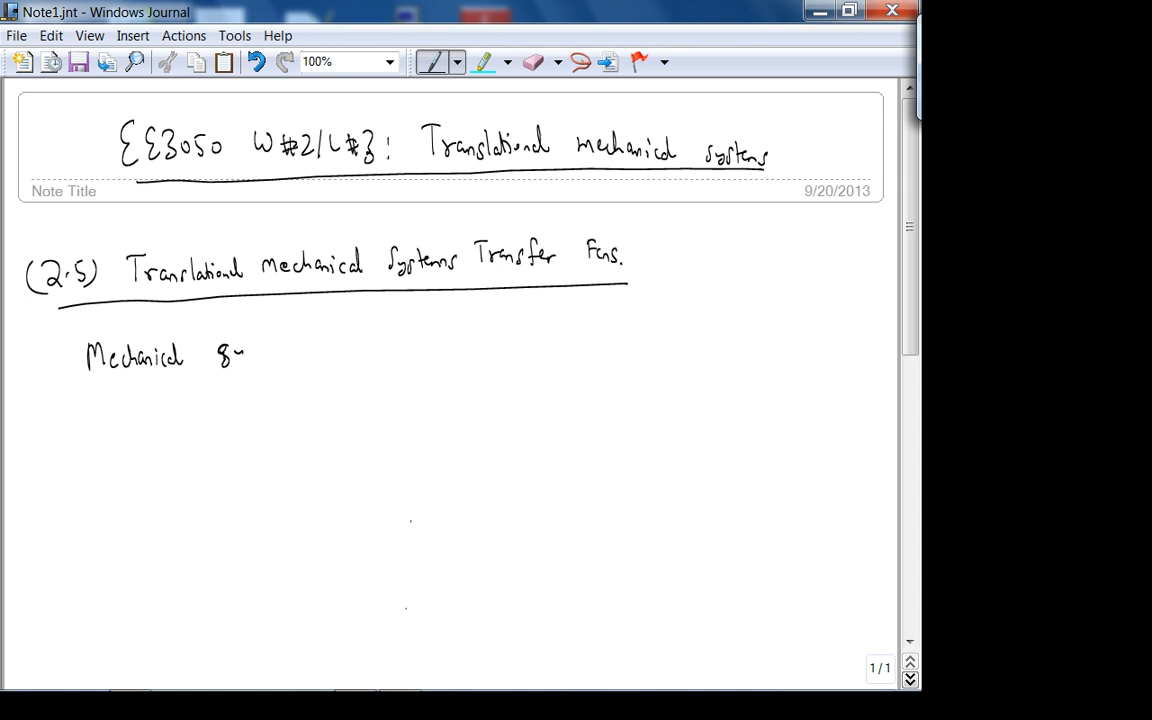 Note1.jnt - Windows Journal
File Edit View Insert Actions Tools Help
100%
EE3050 W#2/L#3: Translational mechanical systems
Note Title
9/20/2013
(2.5) Translational Mechanical Systems Transfer Fcns.
Mechanical
1/1